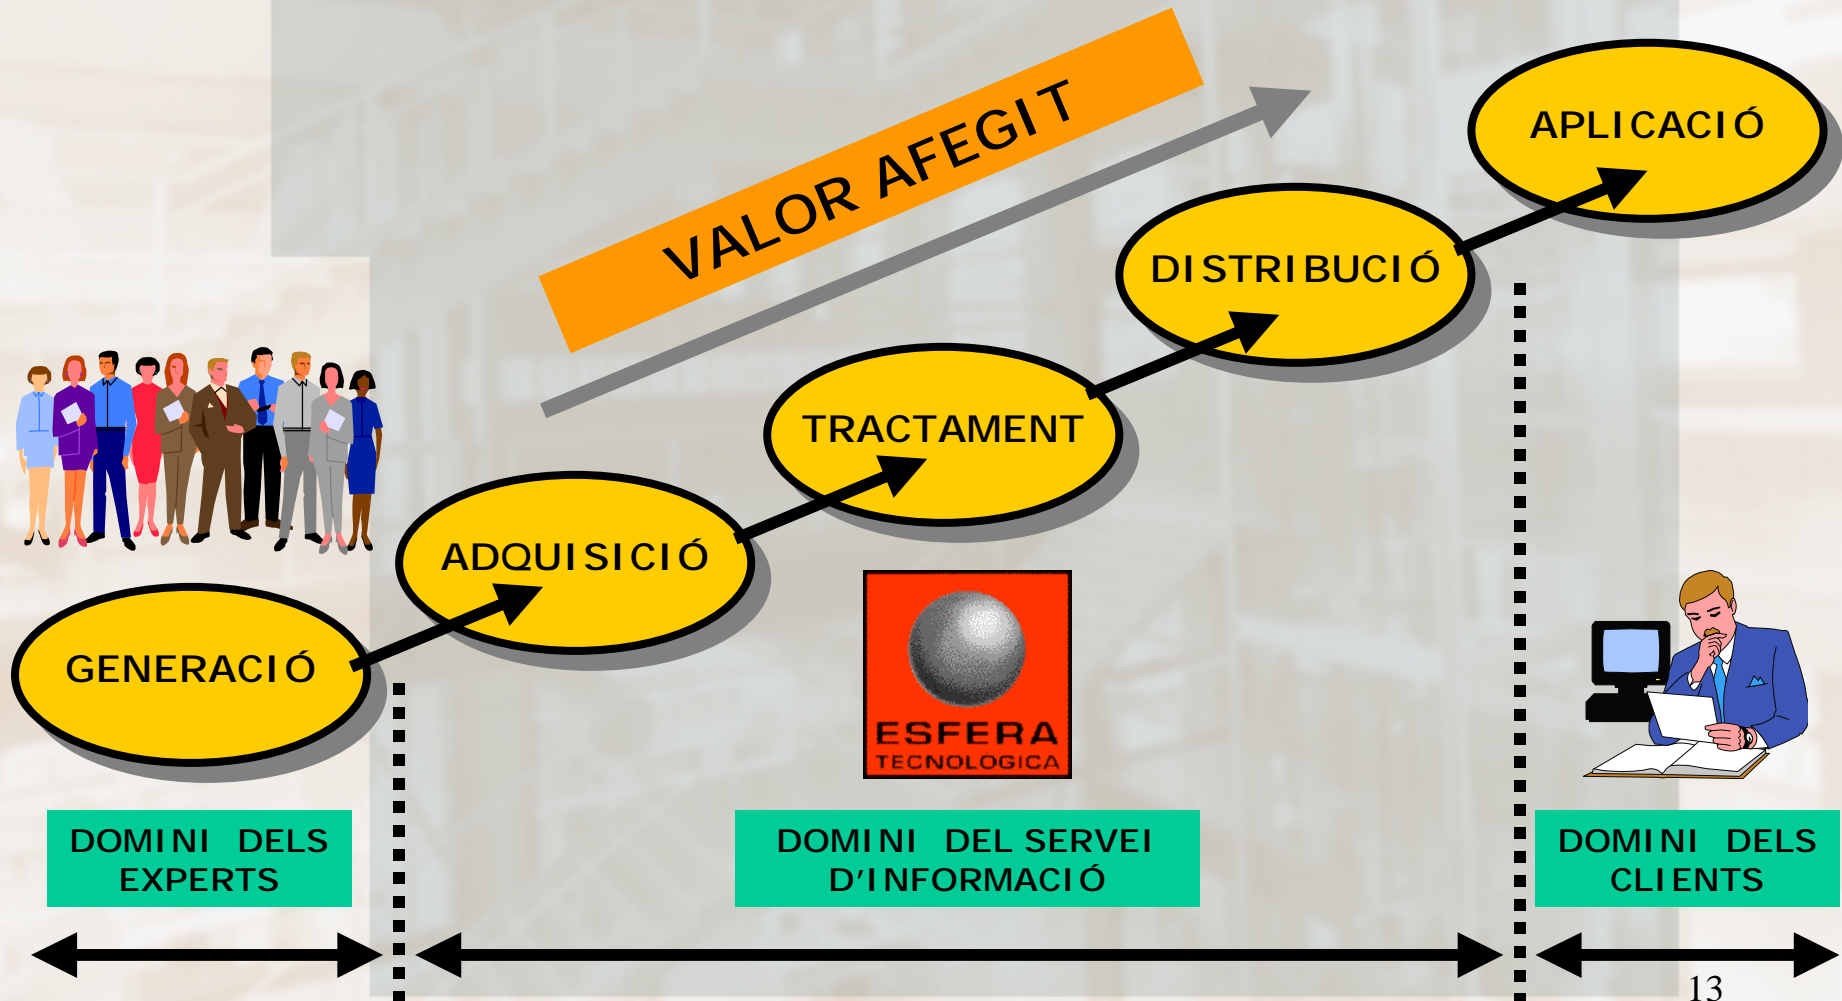 VALOR AFEGIT
APLICACIÓ
DISTRIBUCIÓ
TRACTAMENT
ADQUISICIÓ
GENERACIÓ
ESFERA
TECNOLOGICA
DOMINI DELS
EXPERTS
DOMINI DEL SERVEI
D'INFORMACIÓ
DOMINI DELS
CLIENTS
13